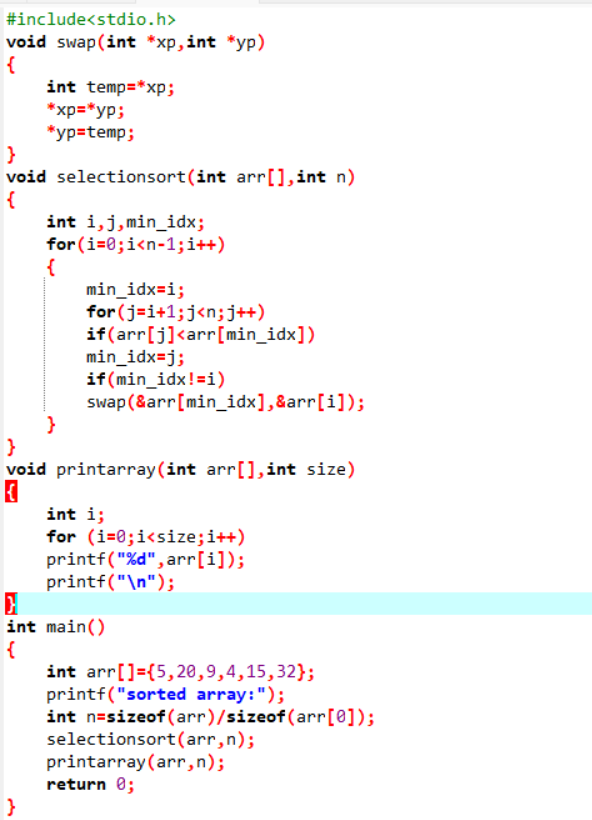 #include<stdio.h>
void swap(int *xp,int *yp)
{
    int temp=*xp;
    *xp=*yp;
    *yp=temp;
}
void selectionsort(int arr[],int n)
{
    int i,j,min_idx;
    for(i=0;i<n-1;i++)
    {
        min_idx=i;
        for(j=i+1;j<n;j++)
        if(arr[j]<arr[min_idx])
        min_idx=j;
        if(min_idx!=i)
        swap(&arr[min_idx],&arr[i]);
    }
}
void printarray(int arr[],int size)
{
    int i;
    for (i=0;i<size;i++)
    printf("%d",arr[i]);
    printf("\n");
}
int main()
{
    int arr[]={5,20,9,4,15,32};
    printf("sorted array:");
    int n=sizeof(arr)/sizeof(arr[0]);
    selectionsort(arr,n);
    printarray(arr,n);
    return 0;
}